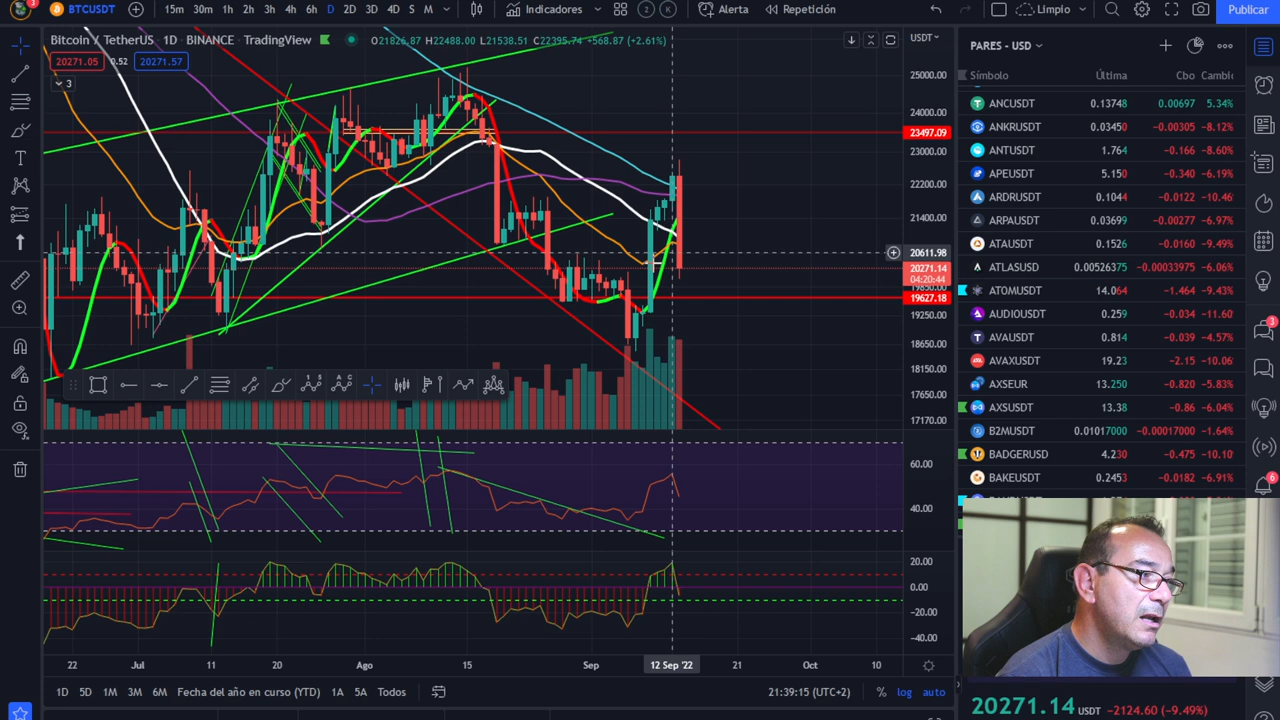 3
BTCUSDT 15m 30m 1h 2h 3h 4h 6h D 2D 3D 4D S M Indicadores 2 K Alerta Repetición Limpio Publicar
Bitcoin / TetherUS · 1D · BINANCE · TradingView O21826.87 H22488.00 L21538.51 C22395.74 +568.87 (+2.61%) USDT
20271.05 0.52 20271.57
3
25000.00
24000.00
23497.09
23000.00
22200.00
21400.00
20611.98
20271.14
04:20:44
19627.18
19250.00
18650.00
18150.00
17650.00
17170.00
60.00
40.00
20.00
0.00
−20.00
−40.00
22 Jul 11 20 Ago 15 Sep 12 Sep '22 21 Oct 10
1D 5D 1M 3M 6M Fecha del año en curso (YTD) 1A 5A Todos 21:39:15 (UTC+2) % log auto
PARES - USD
Símbolo Última Cbo Cambio
ANCUSDT 0.13748 0.00697 5.34%
ANKRUSDT 0.03450 −0.00305 −8.12%
ANTUSDT 1.764 −0.166 −8.60%
APEUSDT 5.150 −0.340 −6.19%
ARDRUSDT 0.1044 −0.0122 −10.46
ARPAUSDT 0.03699 −0.00277 −6.97%
ATAUSDT 0.1526 −0.0160 −9.49%
ATLASUSD 0.00526375 −0.00033975 −6.06%
ATOMUSDT 14.064 −1.464 −9.43%
AUDIOUSDT 0.259 −0.034 −11.60
AVAUSDT 0.814 −0.039 −4.57%
AVAXUSDT 19.23 −2.15 −10.06
AXSEUR 13.250 −0.820 −5.83%
AXSUSDT 13.38 −0.86 −6.04%
B2MUSDT 0.01017000 −0.00017000 −1.64%
BADGERUSD 4.230 −0.475 −10.10
BAKEUSDT 0.2453 −0.0182 −6.91%
3
6
20271.14 USDT −2124.60 (−9.49%)